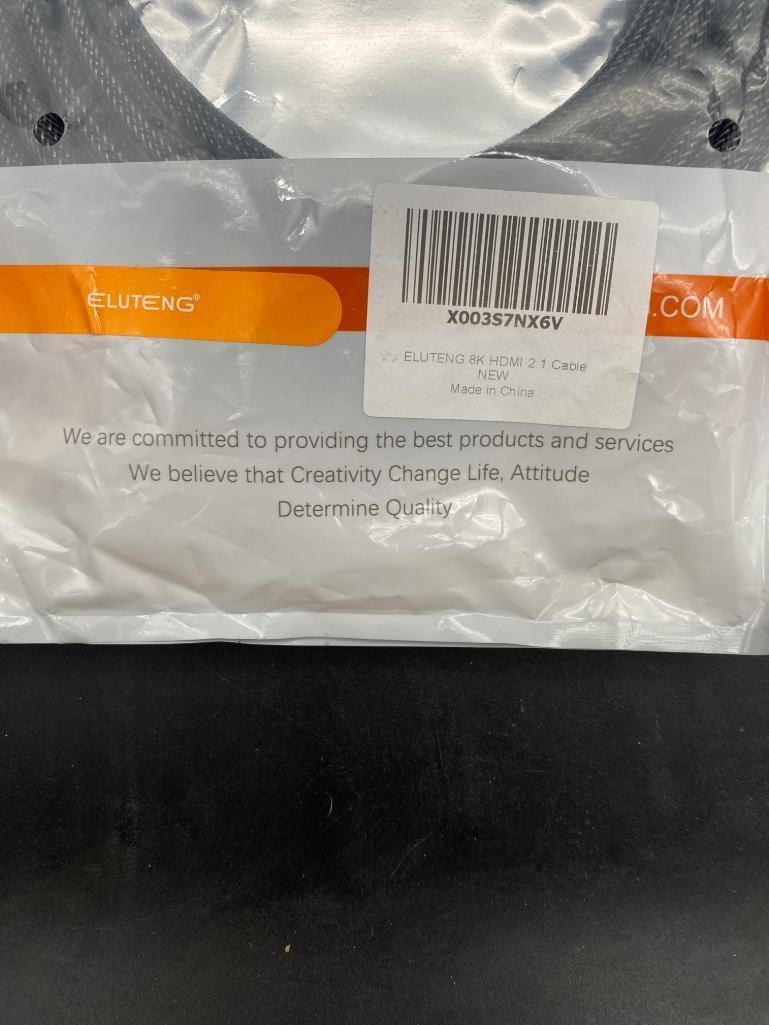 ELUTENG®
.COM
X003S7NX6V
ELUTENG 8K HDMI 2.1 Cable
NEW
Made in China
We are committed to providing the best products and services
We believe that Creativity Change Life, Attitude
Determine Quality